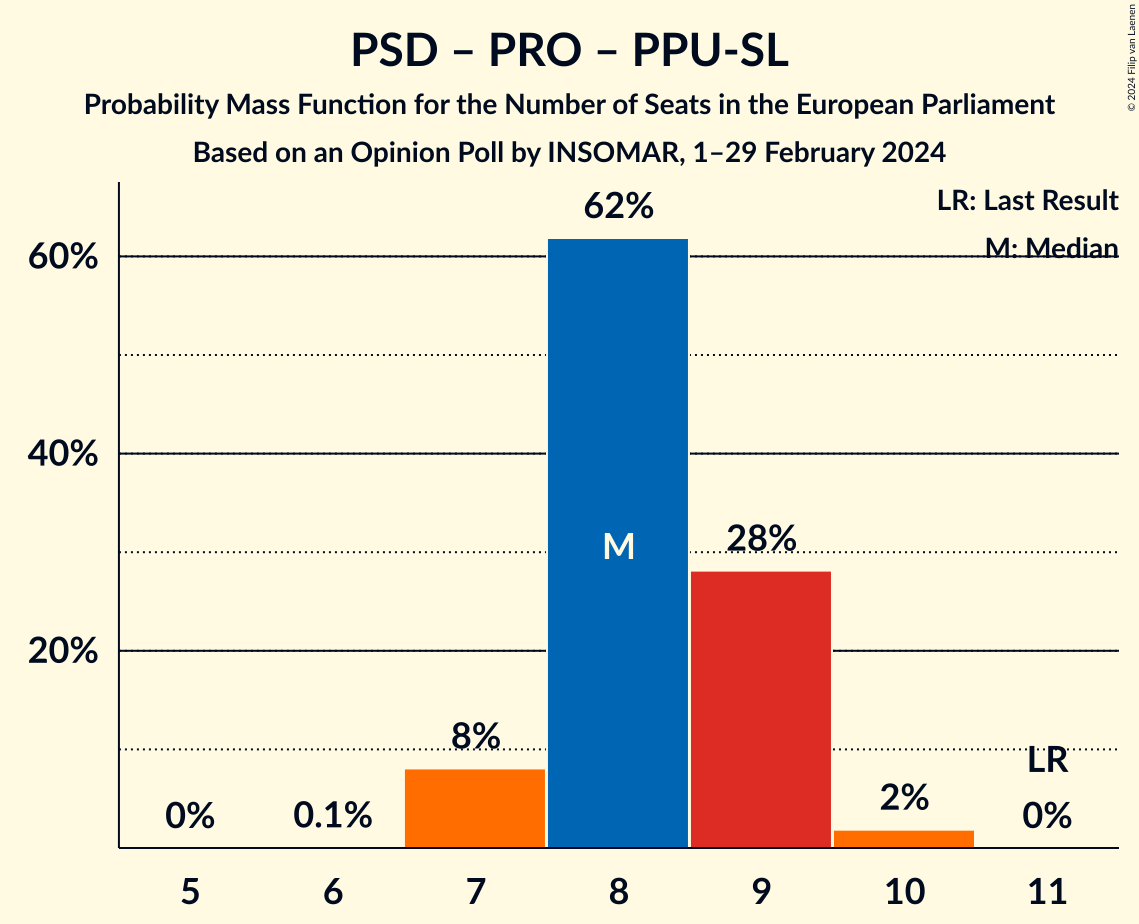 PSD – PRO – PPU-SL
Probability Mass Function for the Number of Seats in the European Parliament
Based on an Opinion Poll by INSOMAR, 1–29 February 2024
© 2024 Filip van Laenen
LR: Last Result
M: Median
62%
60%
40%
M
28%
20%
8%
LR
0%
0.1%
2%
0%
5 6 7 8 9 10 11